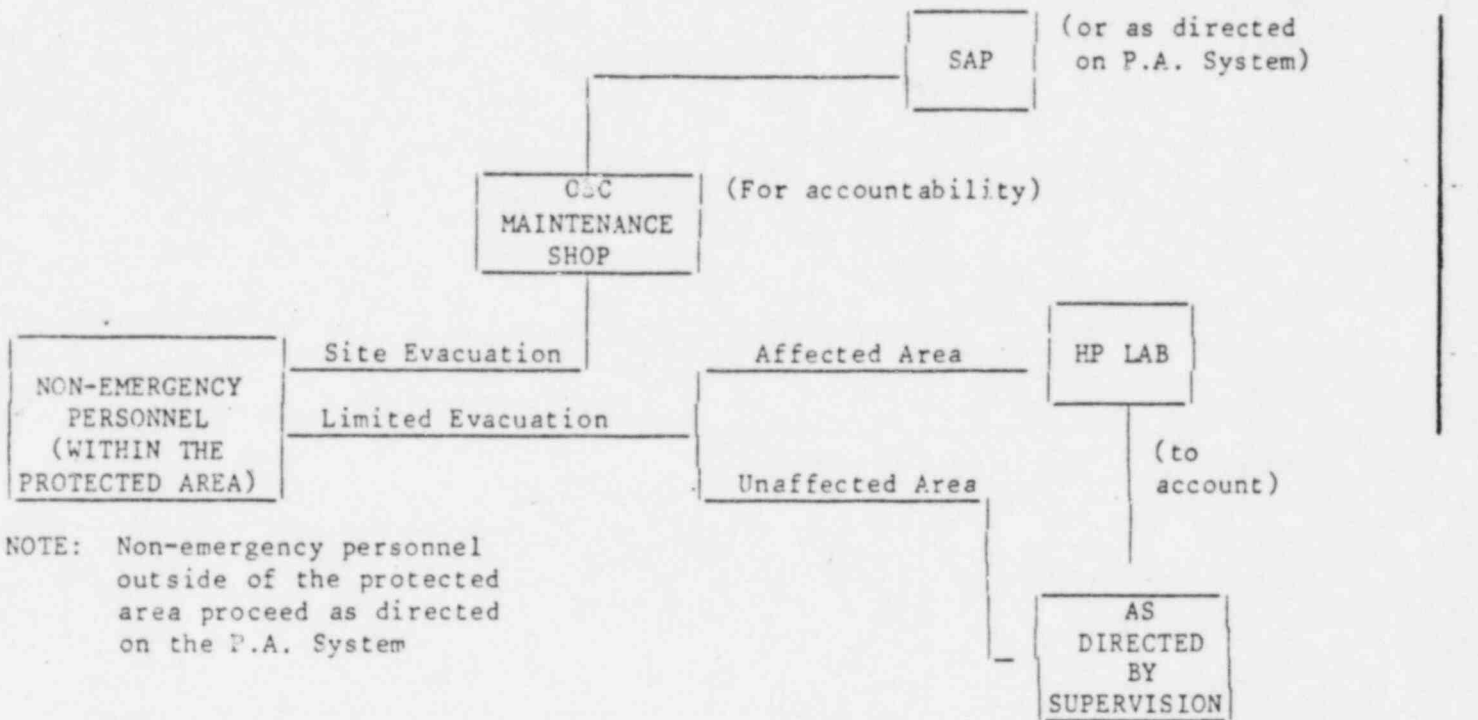 SAP
(or as directed
on P.A. System)
OSC
MAINTENANCE
SHOP
(For accountability)
Site Evacuation
Affected Area
HP LAB
NON-EMERGENCY
PERSONNEL
(WITHIN THE
PROTECTED AREA)
Limited Evacuation
(to
account)
Unaffected Area
NOTE: Non-emergency personnel
outside of the protected
area proceed as directed
on the P.A. System
AS
DIRECTED
BY
SUPERVISION